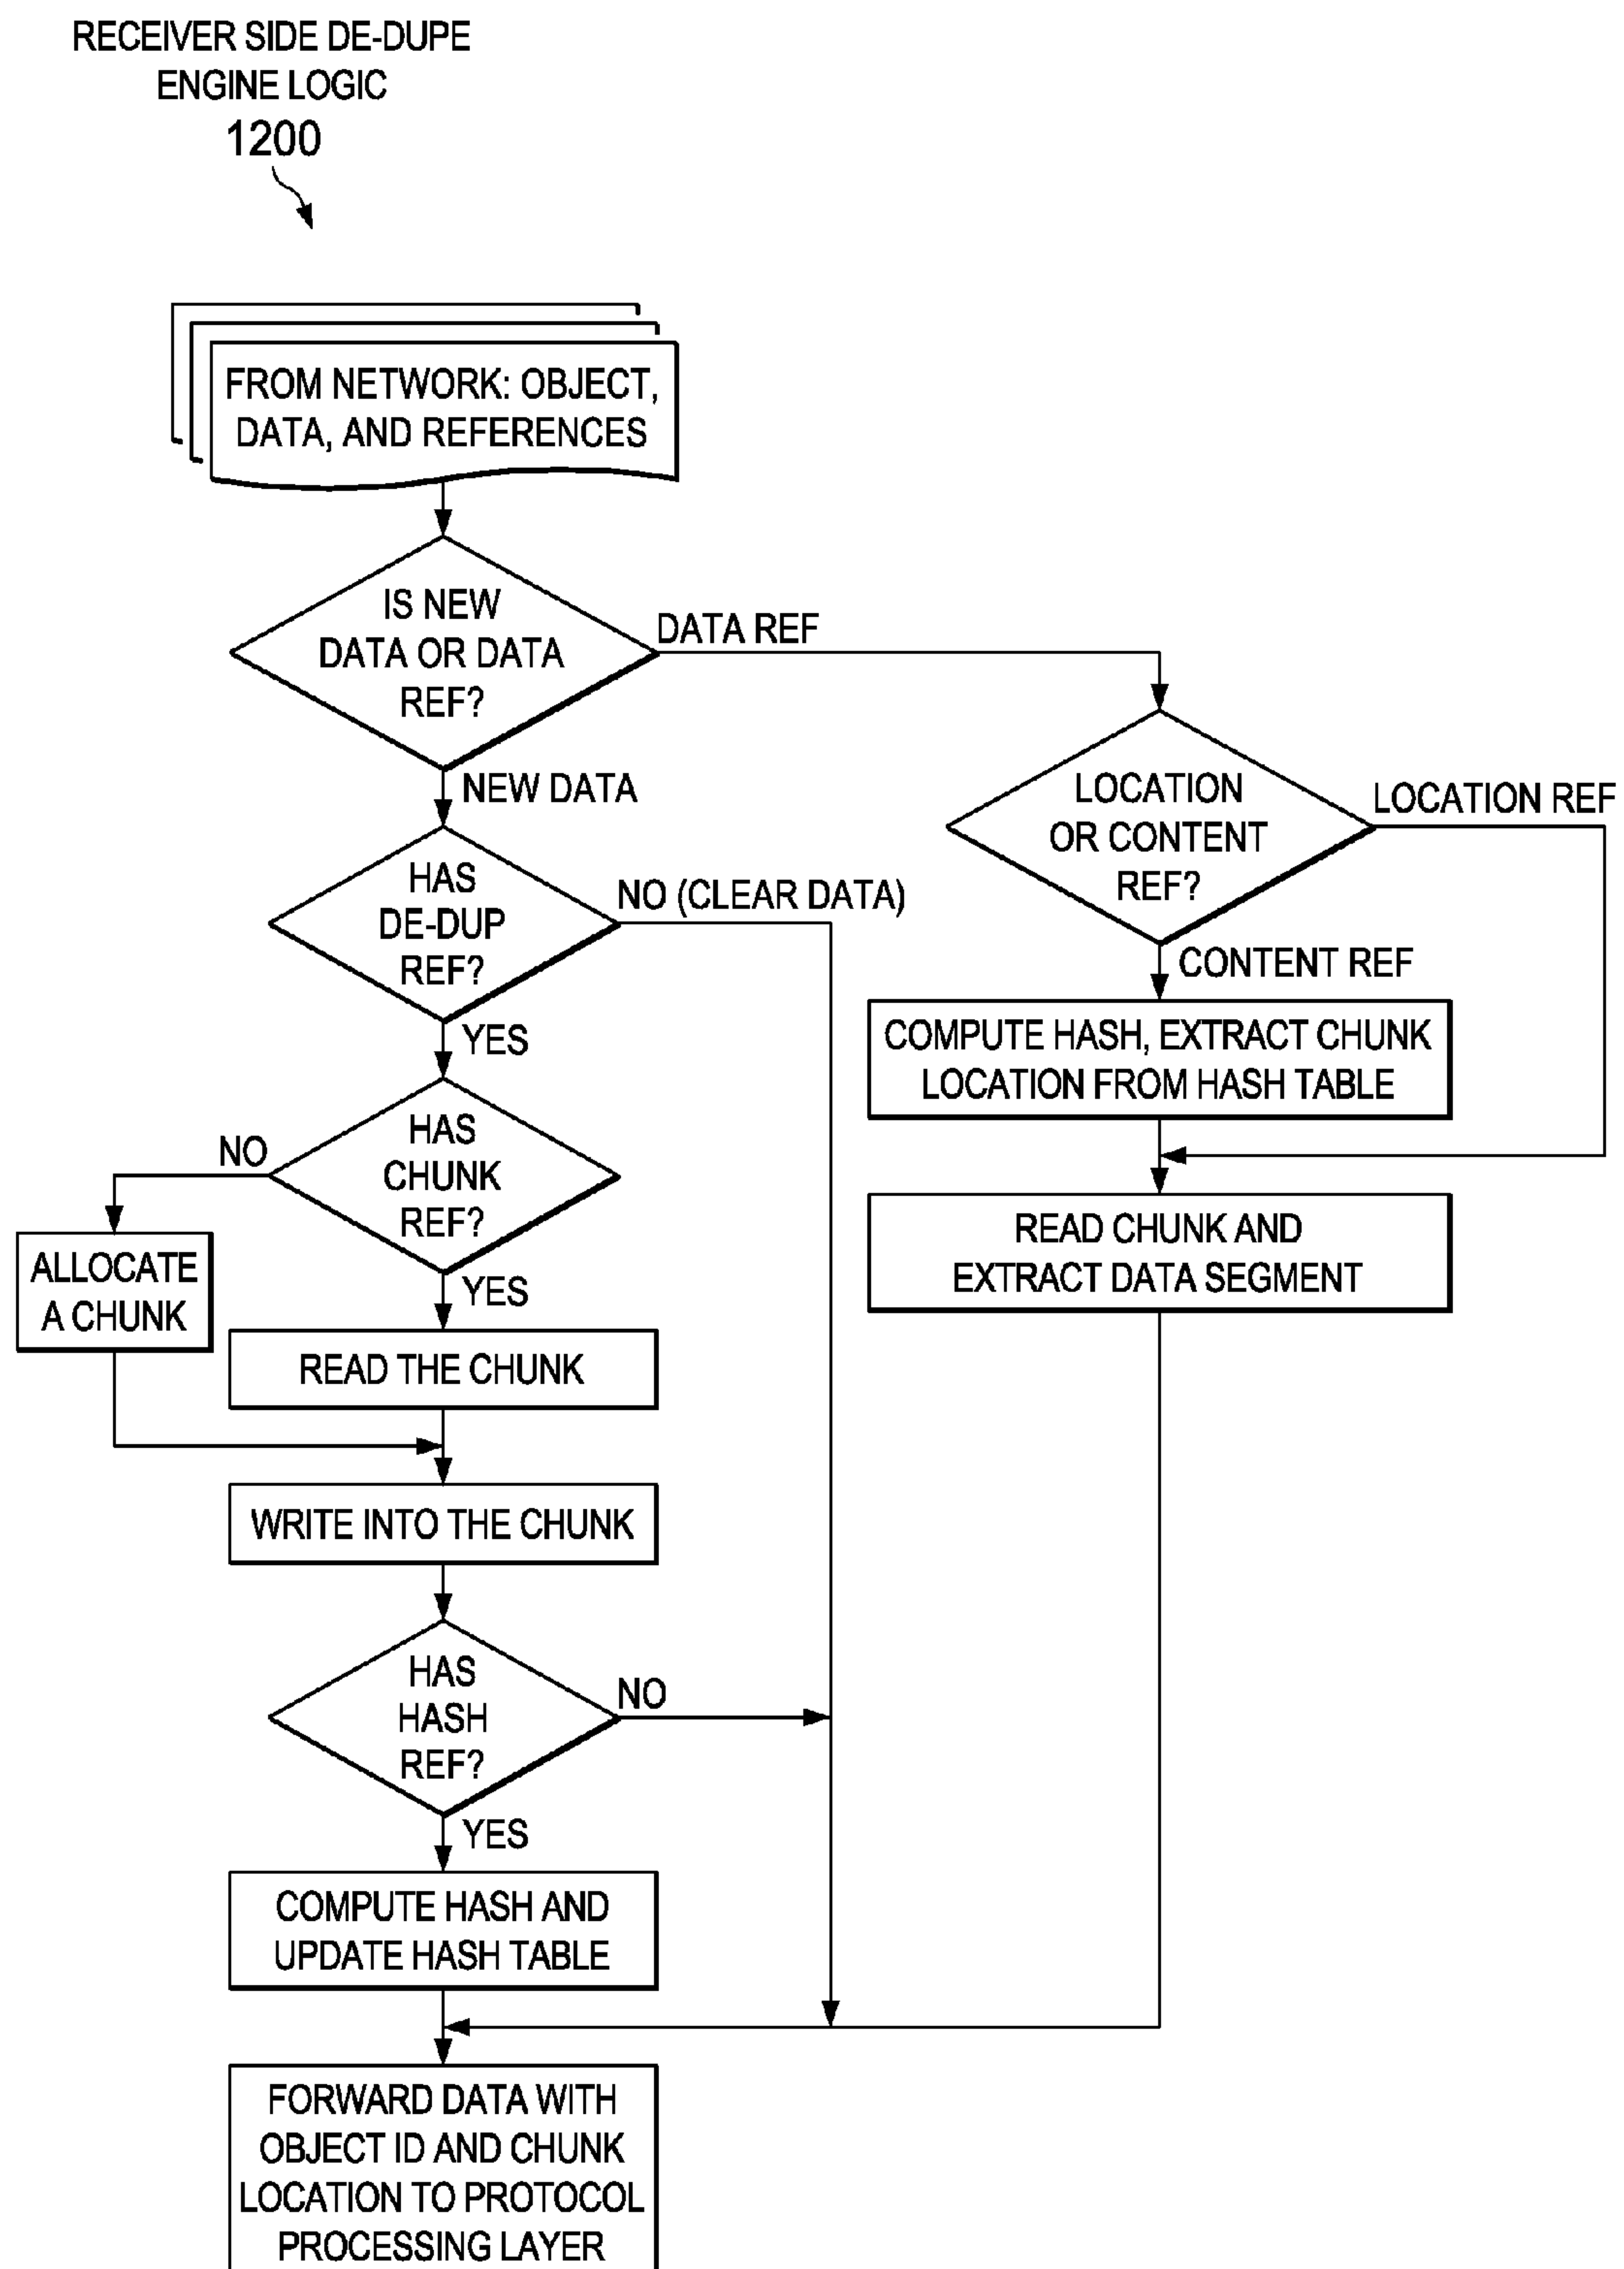 RECEIVER SIDE DE-DUPE
ENGINE LOGIC
1200
FROM NETWORK: OBJECT,
DATA, AND REFERENCES
IS NEW
DATA OR DATA
REF?
DATA REF
NEW DATA
LOCATION
OR CONTENT
REF?
LOCATION REF
CONTENT REF
HAS
DE-DUP
REF?
NO (CLEAR DATA)
YES
COMPUTE HASH, EXTRACT CHUNK
LOCATION FROM HASH TABLE
HAS
CHUNK
REF?
NO
YES
ALLOCATE
A CHUNK
READ CHUNK AND
EXTRACT DATA SEGMENT
READ THE CHUNK
WRITE INTO THE CHUNK
HAS
HASH
REF?
NO
YES
COMPUTE HASH AND
UPDATE HASH TABLE
FORWARD DATA WITH
OBJECT ID AND CHUNK
LOCATION TO PROTOCOL
PROCESSING LAYER